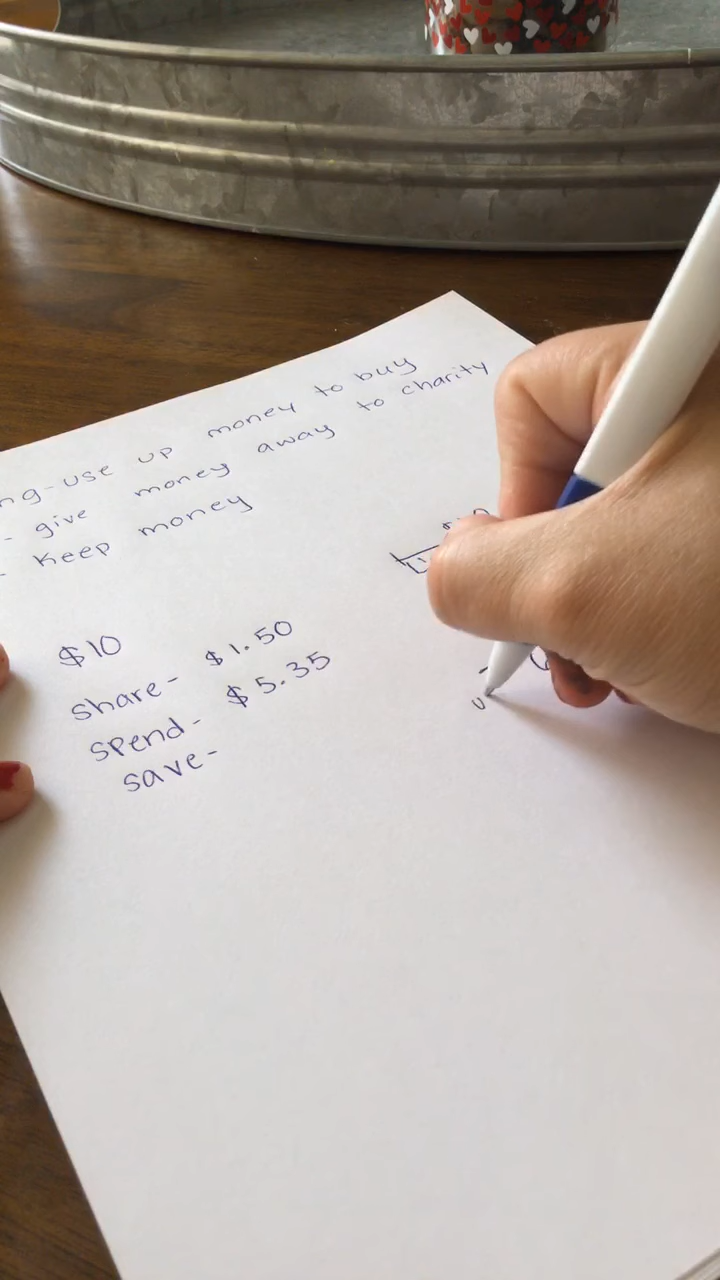 ng-use up money to buy
- give money away to charity
- keep money
$10
share- $1.50
spend- $5.35
save-